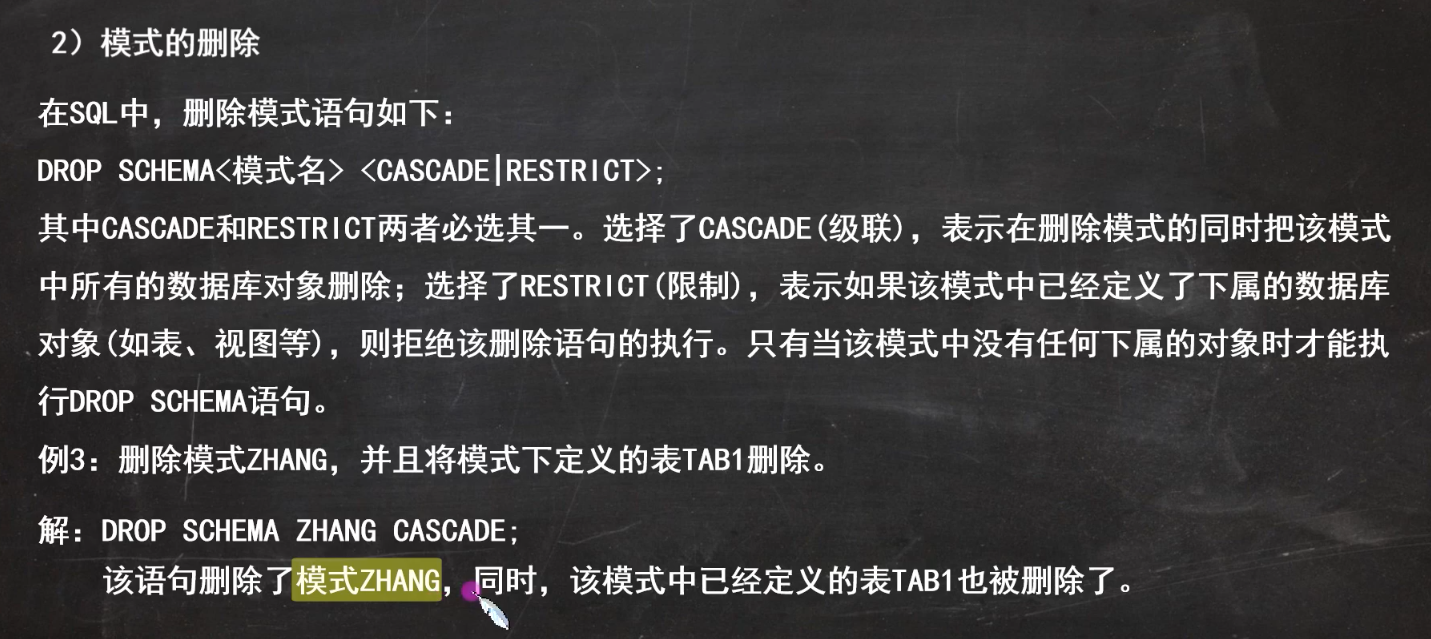 2）模式的删除
在SQL中，删除模式语句如下：
DROP SCHEMA<模式名> <CASCADE|RESTRICT>;
其中CASCADE和RESTRICT两者必选其一。选择了CASCADE(级联)，表示在删除模式的同时把该模式
中所有的数据库对象删除；选择了RESTRICT(限制)，表示如果该模式中已经定义了下属的数据库
对象(如表、视图等)，则拒绝该删除语句的执行。只有当该模式中没有任何下属的对象时才能执
行DROP SCHEMA语句。
例3：删除模式ZHANG，并且将模式下定义的表TAB1删除。
解：DROP SCHEMA ZHANG CASCADE;
该语句删除了模式ZHANG，同时，该模式中已经定义的表TAB1也被删除了。